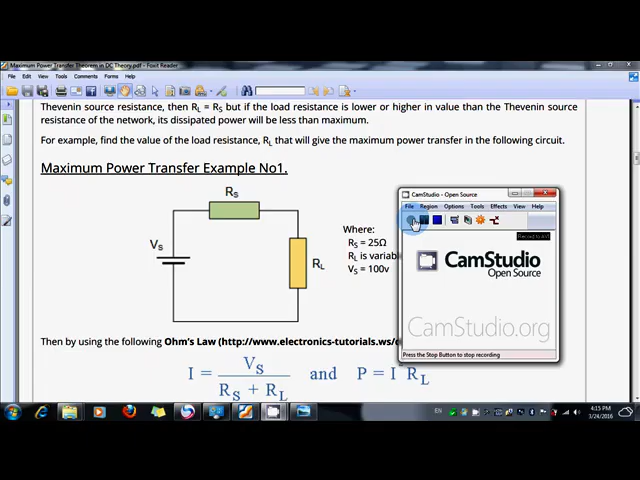 Maximum Power Transfer Theorem in DC Theory.pdf - Foxit Reader
File Edit View Tools Comments Forms Help
Thevenin source resistance, then RL = RS but if the load resistance is lower or higher in value than the Thevenin source
resistance of the network, its dissipated power will be less than maximum.
For example, find the value of the load resistance, RL that will give the maximum power transfer in the following circuit.
Maximum Power Transfer Example No1.
RS
VS
RL
Where:
RS = 25Ω
RL is variable
VS = 100v
CamStudio - Open Source
File Region Options Tools Effects View Help
Record to AVI
CamStudio
Open Source
CamStudio.org
Press the Stop Button to stop recording
Then by using the following Ohm's Law (http://www.electronics-tutorials.ws/d
I = VS / RS + RL and P = I RL
EN
4:15 PM
3/24/2016